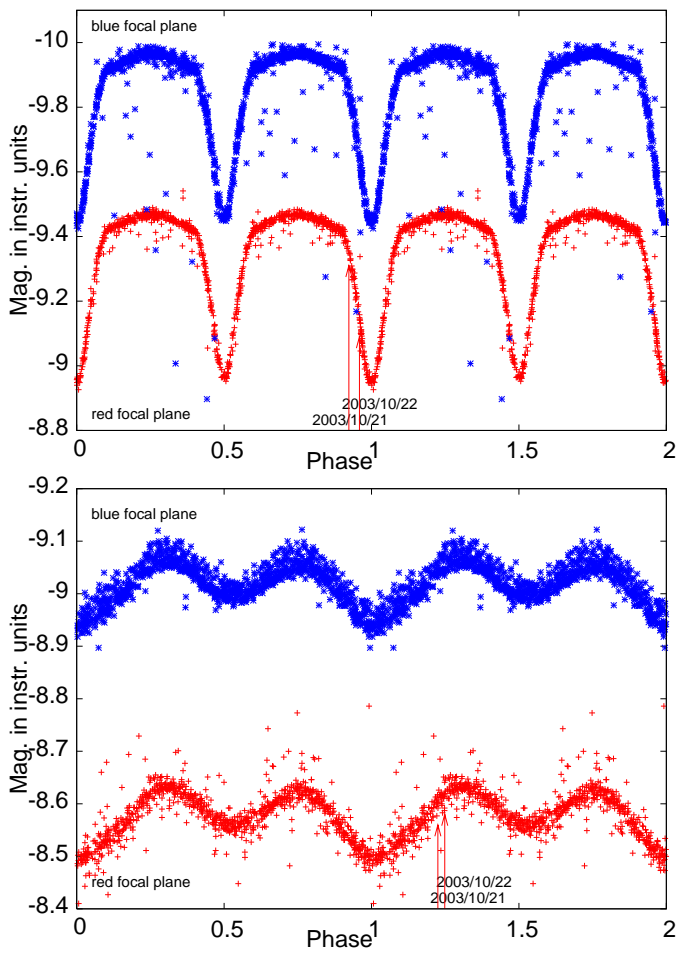 -10
blue focal plane
-9.8
-9.6
-9.4
-9.2
-9
-8.8
Mag. in instr. units
2003/10/22
2003/10/21
red focal plane
0 0.5 1 1.5 2
Phase
-9.2
blue focal plane
-9.1
-9
-8.9
-8.8
-8.7
-8.6
-8.5
-8.4
Mag. in instr. units
2003/10/22
red focal plane
2003/10/21
0 0.5 1 1.5 2
Phase